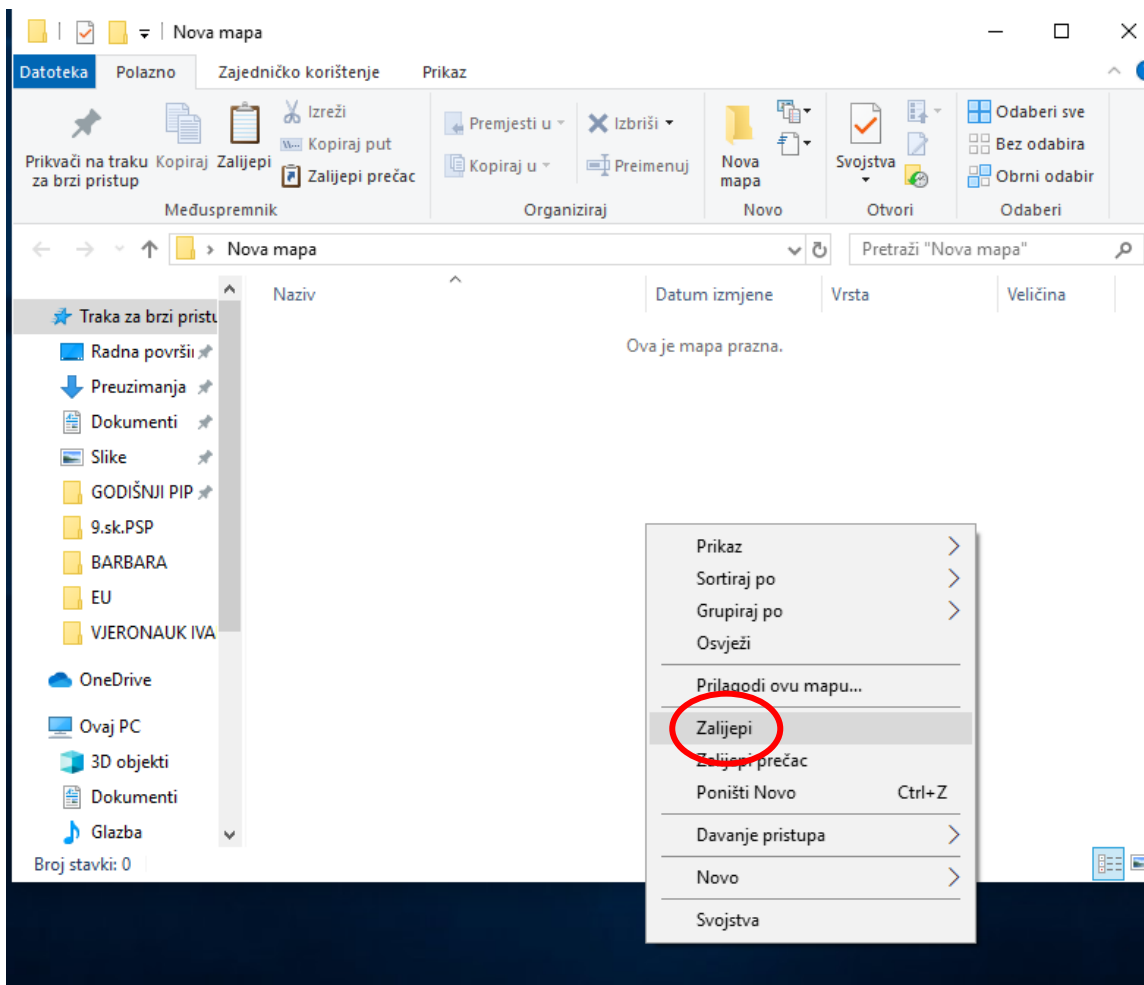 Nova mapa
Datoteka Polazno Zajedničko korištenje Prikaz
Prikvači na traku za brzi pristup
Kopiraj
Zalijepi
Izreži
Kopiraj put
Zalijepi prečac
Međuspremnik
Premjesti u
Kopiraj u
Izbriši
Preimenuj
Organiziraj
Nova mapa
Novo
Svojstva
Otvori
Odaberi sve
Bez odabira
Obrni odabir
Odaberi
Nova mapa
Pretraži "Nova mapa"
Naziv Datum izmjene Vrsta Veličina
Ova je mapa prazna.
Traka za brzi pristu
Radna površi
Preuzimanja
Dokumenti
Slike
GODIŠNJI PIP
9.sk.PSP
BARBARA
EU
VJERONAUK IVA
OneDrive
Ovaj PC
3D objekti
Dokumenti
Glazba
Broj stavki: 0
Prikaz
Sortiraj po
Grupiraj po
Osvježi
Prilagodi ovu mapu...
Zalijepi
Zalijepi prečac
Poništi Novo Ctrl+Z
Davanje pristupa
Novo
Svojstva